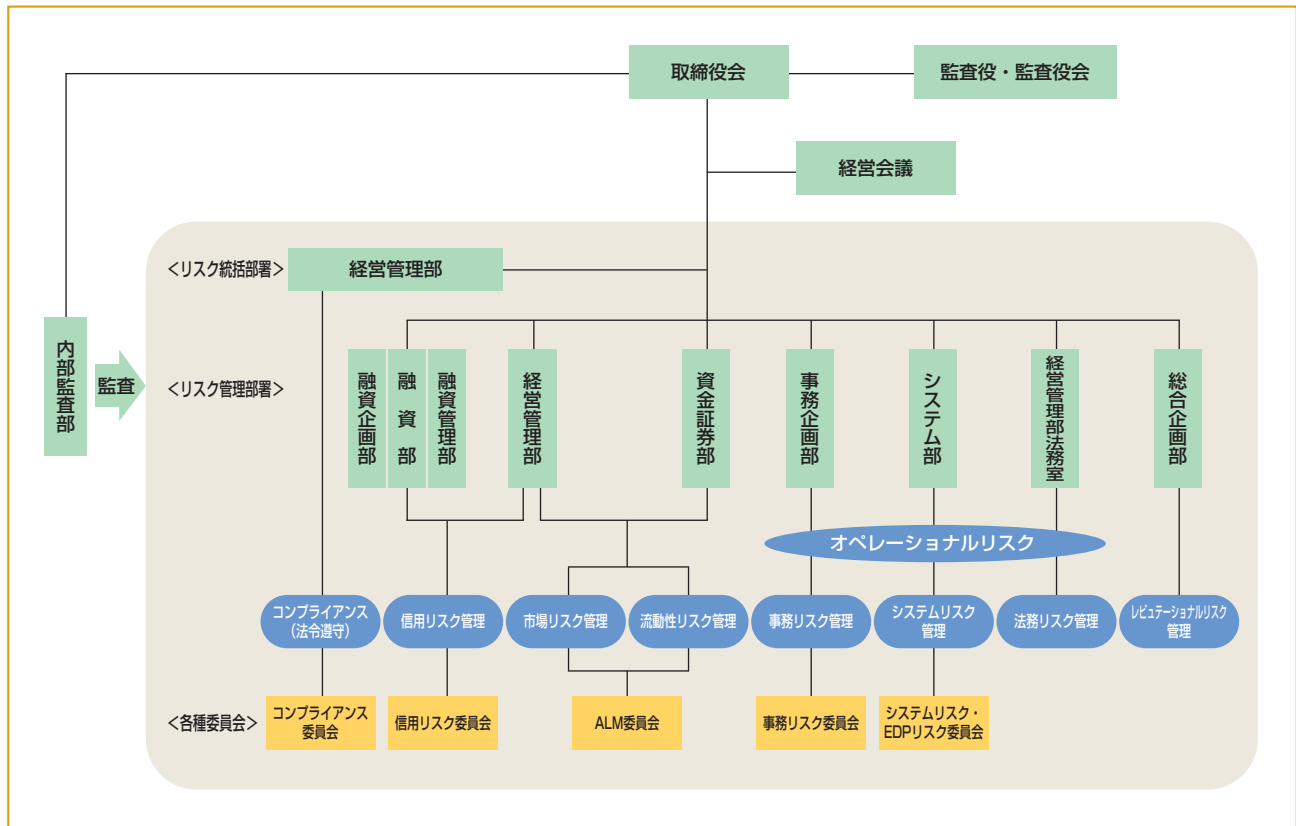 取締役会
監査役・監査役会
経営会議
＜リスク統括部署＞
経営管理部
内部監査部
監査
＜リスク管理部署＞
融資企画部
融資部
融資管理部
経営管理部
資金証券部
事務企画部
システム部
経営管理部法務室
総合企画部
オペレーショナルリスク
コンプライアンス
（法令遵守）
信用リスク管理
市場リスク管理
流動性リスク管理
事務リスク管理
システムリスク
管理
法務リスク管理
レピュテーショナルリスク
管理
＜各種委員会＞
コンプライアンス
委員会
信用リスク委員会
ALM委員会
事務リスク委員会
システムリスク・
EDPリスク委員会